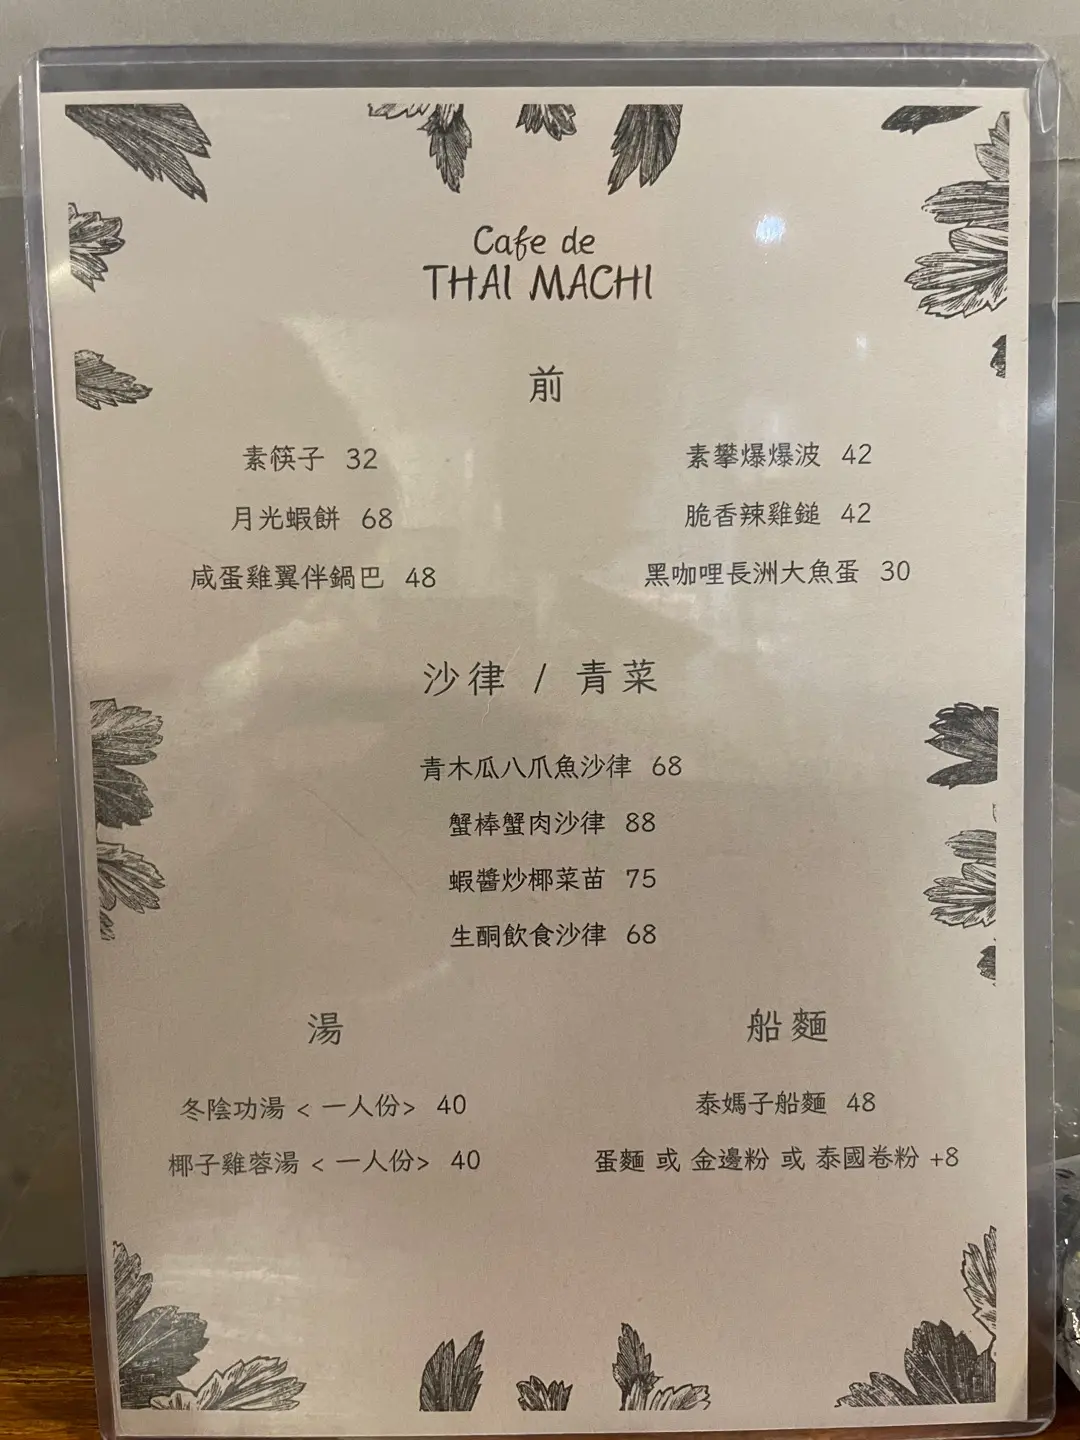 Cafe de
THAI MACHI
前
素筷子 32
素攀爆爆波 42
月光蝦餅 68
脆香辣雞鎚 42
咸蛋雞翼伴鍋巴 48
黑咖哩長洲大魚蛋 30
沙律 / 青菜
青木瓜八爪魚沙律 68
蟹棒蟹肉沙律 88
蝦醬炒椰菜苗 75
生酮飲食沙律 68
湯
冬陰功湯 < 一人份> 40
椰子雞蓉湯 < 一人份> 40
船麵
泰媽子船麵 48
蛋麵 或 金邊粉 或 泰國卷粉 +8